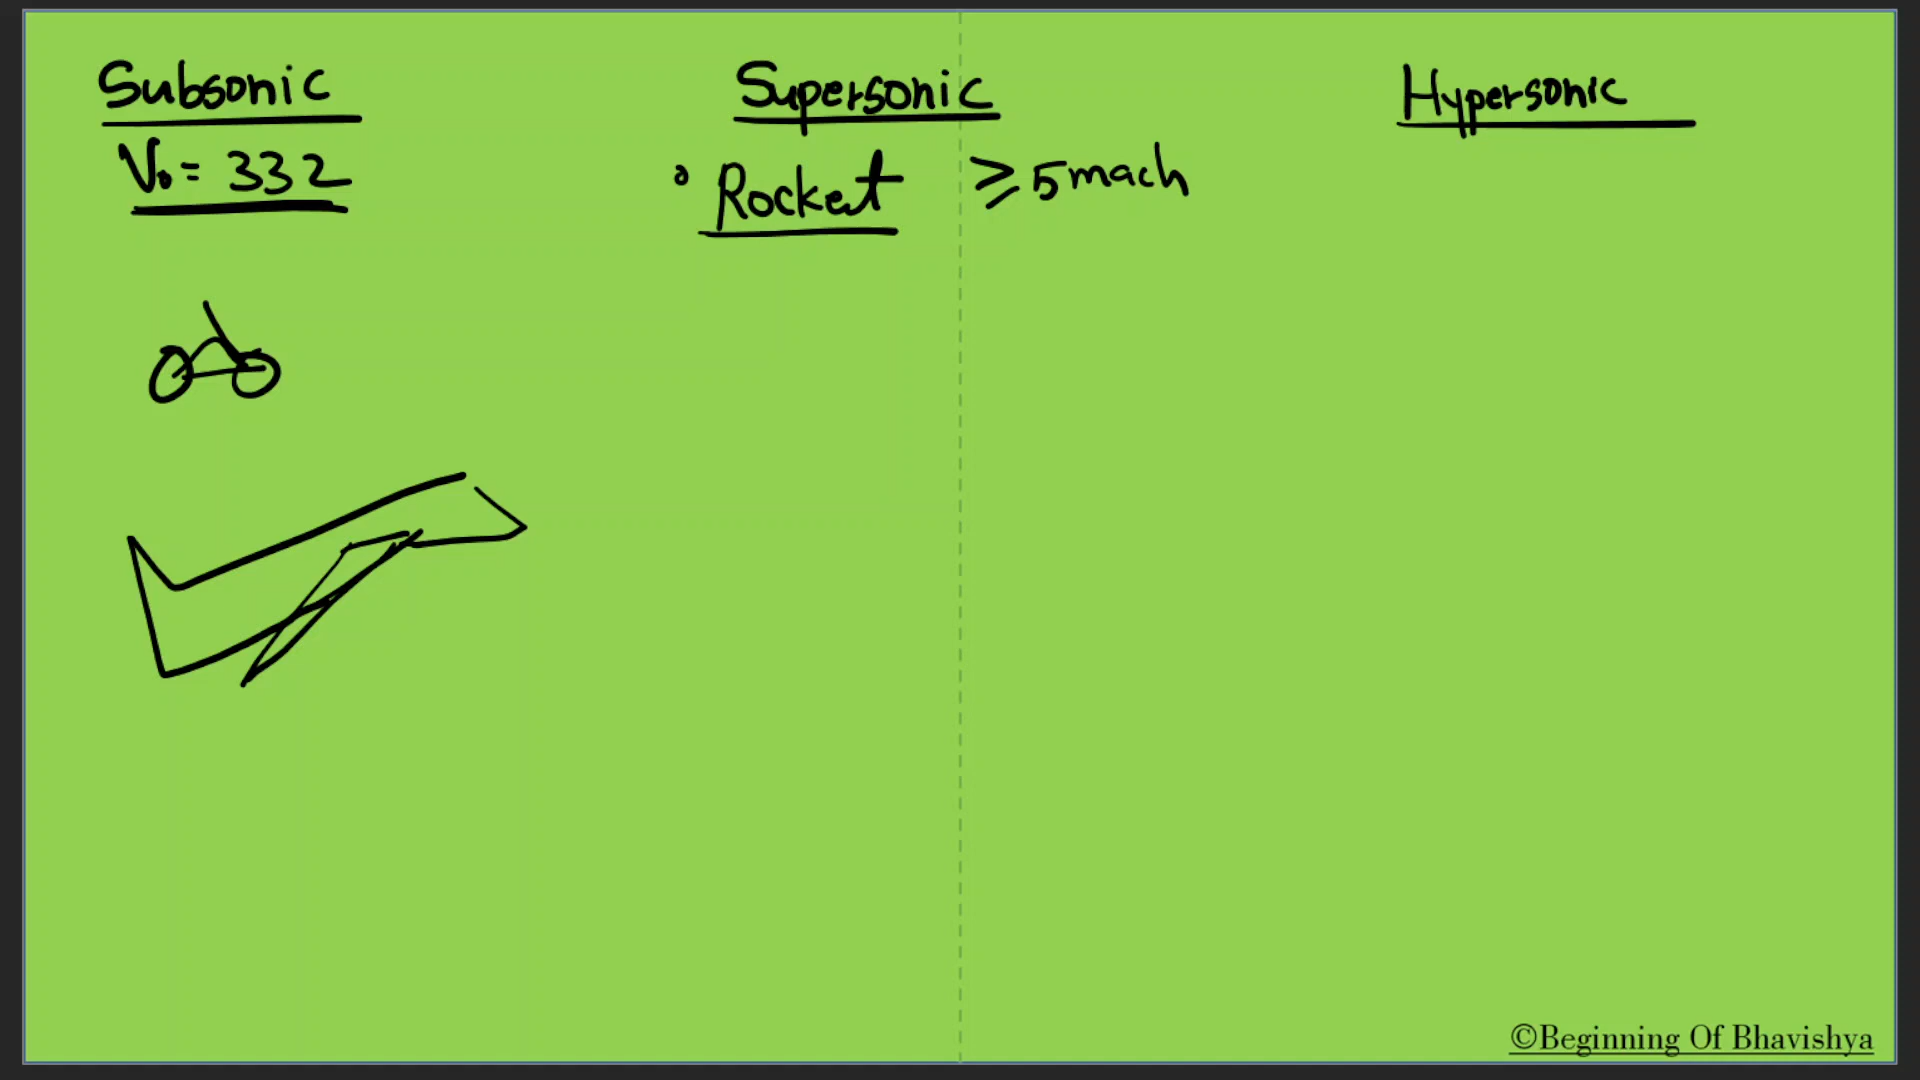 Subsonic
V₀ = 332
Supersonic
∘ Rocket ≥ 5 mach
Hypersonic
©Beginning Of Bhavishya